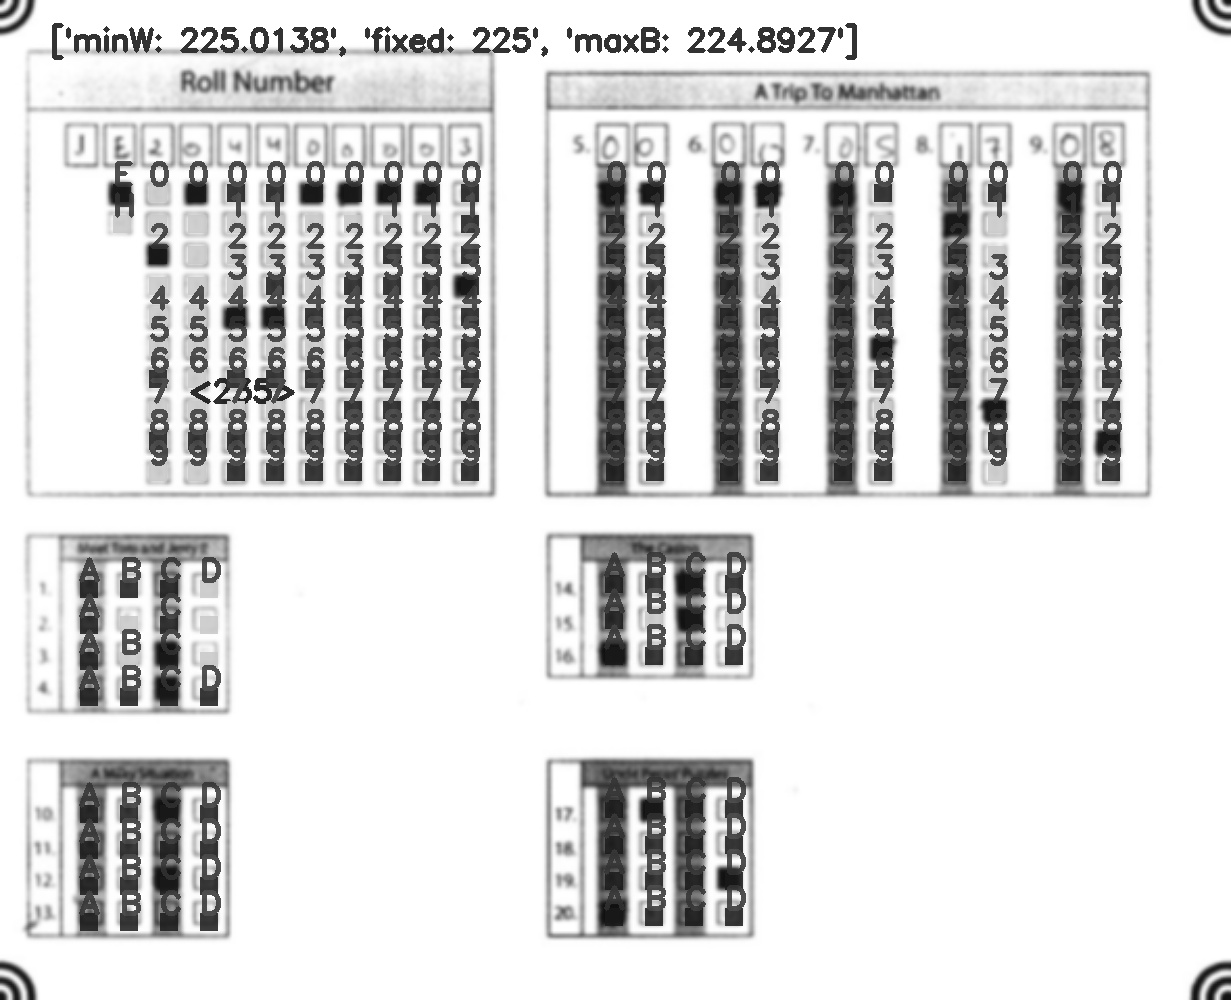 ['minW: 225.0138', 'fixed: 225', 'maxB: 224.8927']
Roll Number
J E 2 0 4 4 0 0 0 0 3
E 0 0 0 0 0 0 0 0 0
H 1 1 1 1 1
2 2 2 2 2 2 2 2
3 3 3 3 3 3 3
4 4 4 4 4 4 4 4 4
5 5 5 5 5 5 5 5 5
6 6 6 6 6 6 6 6 6
7 <265> 7 7 7 7 7
8 8 8 8 8 8 8 8 8
9 9 9 9 9 9 9 9 9
A Trip To Manhattan
5. 0 0 6. 0 0 7. 0 5 8. 1 7 9. 0 8
0 0 0 0 0 0 0 0 0 0
1 1 1 1 1 1 1 1
2 2 2 2 2 2 2 2 2
3 3 3 3 3 3 3 3 3 3
4 4 4 4 4 4 4 4 4 4
5 5 5 5 5 5 5 5 5 5
6 6 6 6 6 6 6 6 6 6
7 7 7 7 7 7 7 7 7 7
8 8 8 8 8 8 8 8 8 8
9 9 9 9 9 9 9 9 9 9
Meet Tom and Jerry
1. A B C D
2. A C
3. A B C D
4. A B C D
The Casino
14. A B C D
15. A B C D
16. A B C D
A Milky Situation
10. A B C D
11. A B C D
12. A B C D
13. A B C D
Puzzles
17. A B C D
18. A B C D
19. A B C D
20. A B C D